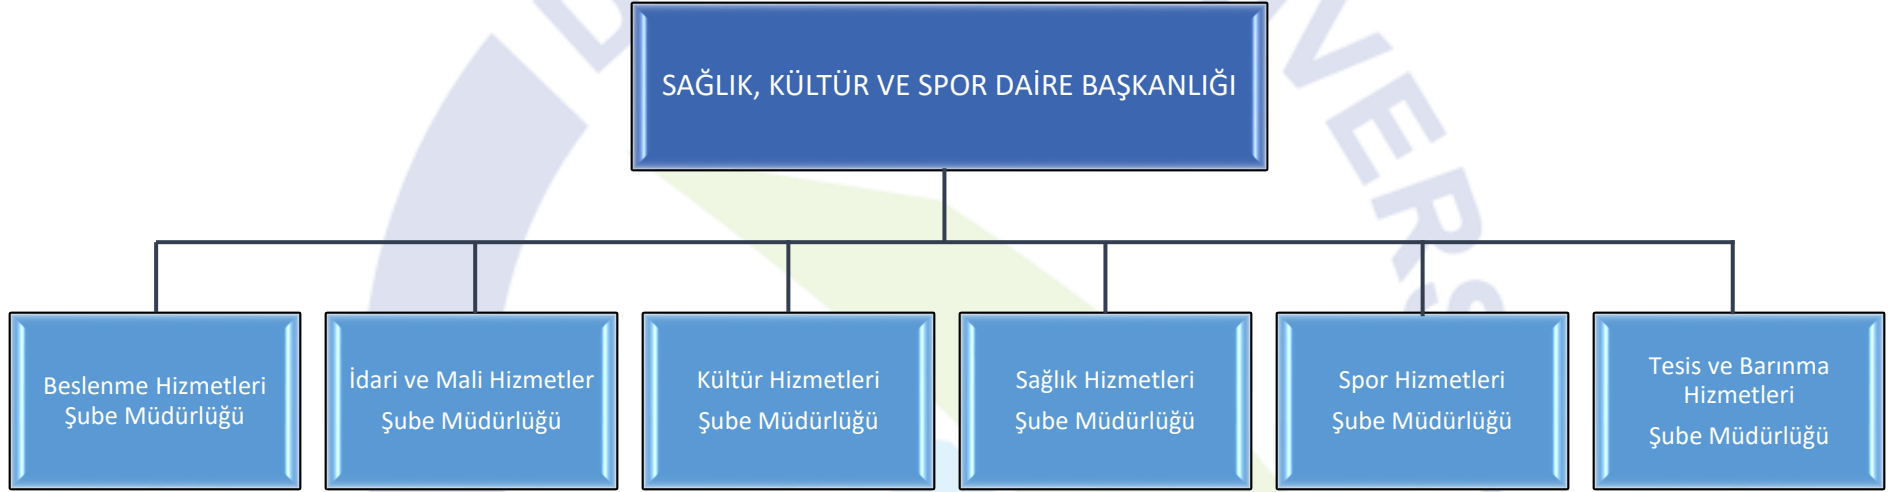 SAĞLIK, KÜLTÜR VE SPOR DAİRE BAŞKANLIĞI
Beslenme Hizmetleri
Şube Müdürlüğü
İdari ve Mali Hizmetler
Şube Müdürlüğü
Kültür Hizmetleri
Şube Müdürlüğü
Sağlık Hizmetleri
Şube Müdürlüğü
Spor Hizmetleri
Şube Müdürlüğü
Tesis ve Barınma
Hizmetleri
Şube Müdürlüğü